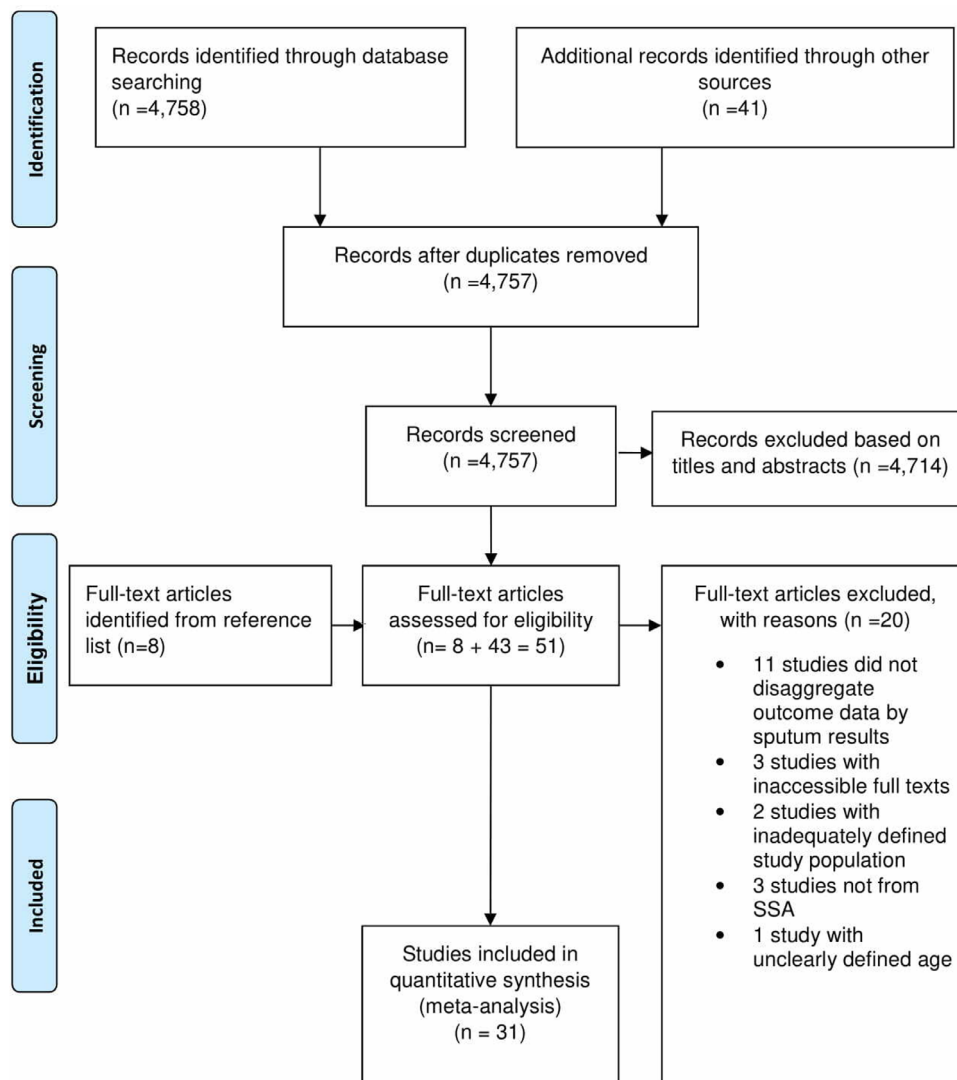 Identification
Records identified through database
searching
(n =4,758)
Additional records identified through other
sources
(n =41)
Records after duplicates removed
(n =4,757)
Screening
Records screened
(n =4,757)
Records excluded based on
titles and abstracts (n =4,714)
Eligibility
Full-text articles
identified from reference
list (n=8)
Full-text articles
assessed for eligibility
(n= 8 + 43 = 51)
Full-text articles excluded,
with reasons (n =20)
• 11 studies did not
disaggregate
outcome data by
sputum results
• 3 studies with
inaccessible full texts
• 2 studies with
inadequately defined
study population
• 3 studies not from
SSA
• 1 study with
unclearly defined age
Included
Studies included in
quantitative synthesis
(meta-analysis)
(n = 31)